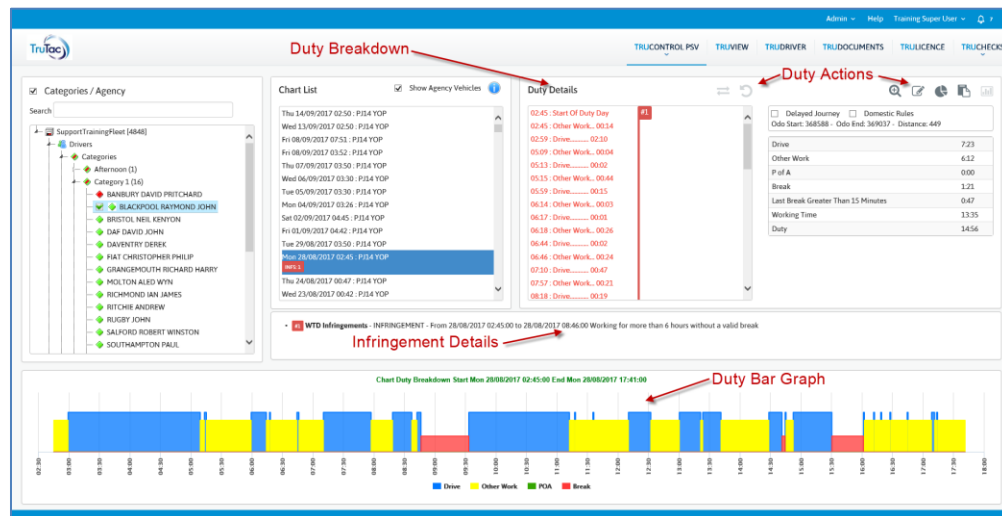 Admin Help Training Super User r
TruTac
TRUCONTROL PSV TRUVIEW TRUDRIVER TRUDOCUMENTS TRULICENCE TRUCHECKS
Duty Breakdown
Duty Actions
Categories / Agency
Search
SupportTrainingFleet [4848]
Drivers
Categories
Afternoon (1)
Category 1 (16)
BANBURY DAVID PRITCHARD
BLACKPOOL RAYMOND JOHN
BRISTOL NEIL KENYON
DAF DAVID JOHN
DAVENTRY DEREK
FIAT CHRISTOPHER PHILIP
GRANGEMOUTH RICHARD HARRY
MOLTON ALED WYN
RICHMOND IAN JAMES
RITCHIE ANDREW
RUGBY JOHN
SALFORD ROBERT WINSTON
SOUTHAMPTON PAUL
Chart List Show Agency Vehicles
Thu 14/09/2017 02:50 : PJ14 YOP
Wed 13/09/2017 02:50 : PJ14 YOP
Fri 08/09/2017 07:51 : PJ14 YOP
Fri 08/09/2017 03:52 : PJ14 YOP
Thu 07/09/2017 03:50 : PJ14 YOP
Wed 06/09/2017 03:30 : PJ14 YOP
Tue 05/09/2017 03:30 : PJ14 YOP
Mon 04/09/2017 03:26 : PJ14 YOP
Sat 02/09/2017 04:45 : PJ14 YOP
Fri 01/09/2017 04:42 : PJ14 YOP
Tue 29/08/2017 03:50 : PJ14 YOP
Mon 28/08/2017 02:45 : PJ14 YOP
INFS 1
Thu 24/08/2017 00:47 : PJ14 YOP
Wed 23/08/2017 00:42 : PJ14 YOP
Duty Details
#1
02:45 : Start Of Duty Day
02:45 : Other Work.. 00:14
02:59 : Drive.......... 02:10
05:09 : Other Work.. 00:04
05:13 : Drive.......... 00:02
05:15 : Other Work.. 00:44
05:59 : Drive.......... 00:15
06:14 : Other Work.. 00:03
06:17 : Drive.......... 00:01
06:18 : Other Work.. 00:26
06:44 : Drive.......... 00:02
06:46 : Other Work.. 00:24
07:10 : Drive.......... 00:47
07:57 : Other Work.. 00:21
08:18 : Drive.......... 00:19
Delayed Journey Domestic Rules
Odo Start: 368588 - Odo End: 369037 - Distance: 449
Drive 7:23
Other Work 6:12
P of A 0:00
Break 1:21
Last Break Greater Than 15 Minutes 0:47
Working Time 13:35
Duty 14:56
#1 WTD Infringements - INFRINGEMENT - From 28/08/2017 02:45:00 to 28/08/2017 08:46:00 Working for more than 6 hours without a valid break
Infringement Details
Chart Duty Breakdown Start Mon 28/08/2017 02:45:00 End Mon 28/08/2017 17:41:00
Duty Bar Graph
02:30 03:00 03:30 04:00 04:30 05:00 05:30 06:00 06:30 07:00 07:30 08:00 08:30 09:00 09:30 10:00 10:30 11:00 11:30 12:00 12:30 13:00 13:30 14:00 14:30 15:00 15:30 16:00 16:30 17:00 17:30 18:00
Drive Other Work POA Break